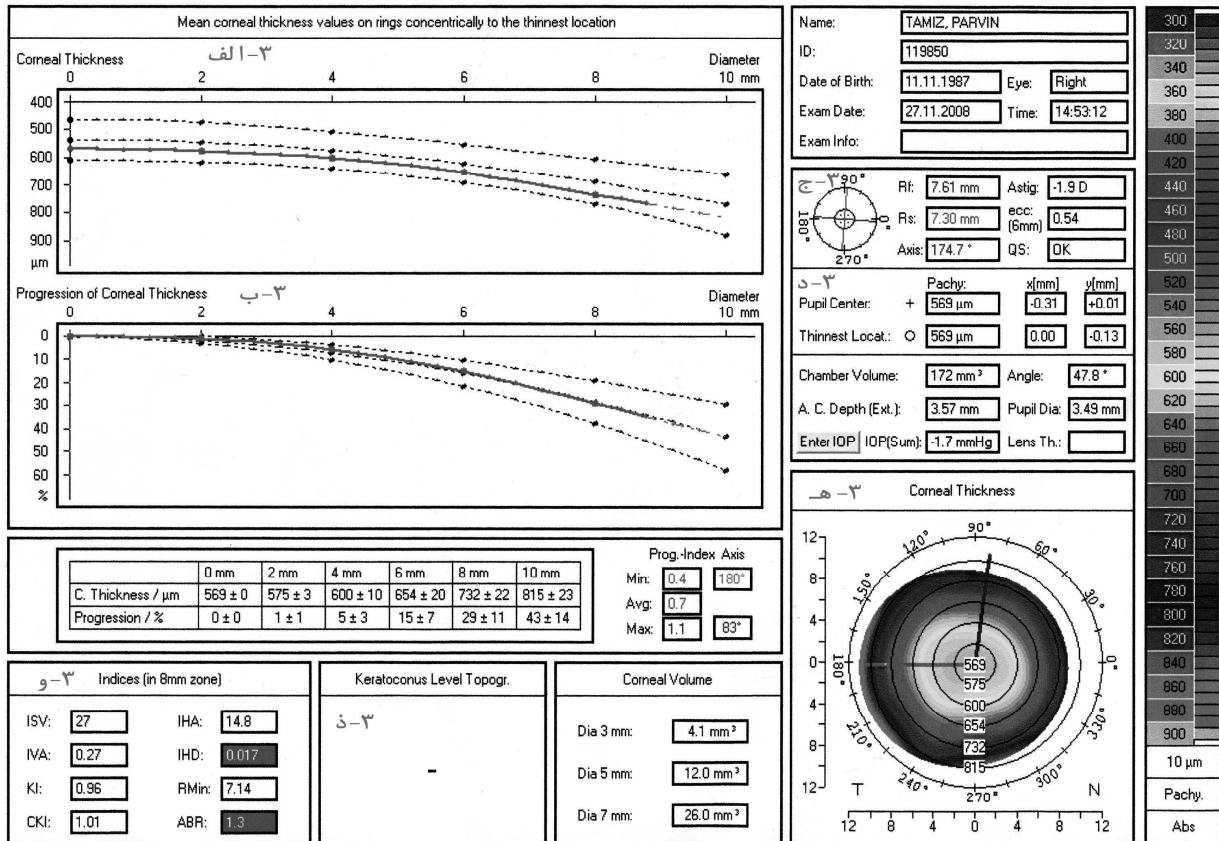 Mean corneal thickness values on rings concentrically to the thinnest location
Corneal Thickness
۳-الف
Diameter
0 2 4 6 8 10 mm
400
500
600
700
800
900
µm
Progression of Corneal Thickness
۳-ب
Diameter
0 2 4 6 8 10 mm
0
10
20
30
40
50
60
%
0 mm 2 mm 4 mm 6 mm 8 mm 10 mm
C. Thickness / µm 569 ± 0 575 ± 3 600 ± 10 654 ± 20 732 ± 22 815 ± 23
Progression / % 0 ± 0 1 ± 1 5 ± 3 15 ± 7 29 ± 11 43 ± 14
Prog.-Index Axis
Min: 0.4 180°
Avg: 0.7
Max: 1.1 83°
۳-و
Indices (in 8mm zone)
ISV: 27 IHA: 14.8
IVA: 0.27 IHD: 0.017
KI: 0.96 RMin: 7.14
CKI: 1.01 ABR: 1.3
Keratoconus Level Topogr.
۳-ذ
-
Corneal Volume
Dia 3 mm: 4.1 mm³
Dia 5 mm: 12.0 mm³
Dia 7 mm: 26.0 mm³
Name: TAMIZ, PARVIN
ID: 119850
Date of Birth: 11.11.1987 Eye: Right
Exam Date: 27.11.2008 Time: 14:53:12
Exam Info:
۳-ج
90°
180° 0°
270°
Rf: 7.61 mm Astig: -1.9 D
Rs: 7.30 mm ecc: (6mm) 0.54
Axis: 174.7° QS: OK
۳-د
Pachy: x[mm] y[mm]
Pupil Center: + 569 µm -0.31 +0.01
Thinnest Locat.: O 569 µm 0.00 -0.13
Chamber Volume: 172 mm³ Angle: 47.8°
A. C. Depth (Ext.): 3.57 mm Pupil Dia: 3.49 mm
Enter IOP IOP(Sum): -1.7 mmHg Lens Th.:
۳-هـ
Corneal Thickness
12
8
4
0
4
8
12
90°
120° 60°
150° 30°
180° 0°
210° 330°
240° 300°
270°
569
575
600
654
732
815
T N
12 8 4 0 4 8 12
300
320
340
360
380
400
420
440
460
480
500
520
540
560
580
600
620
640
660
680
700
720
740
760
780
800
820
840
860
880
900
10 µm
Pachy.
Abs